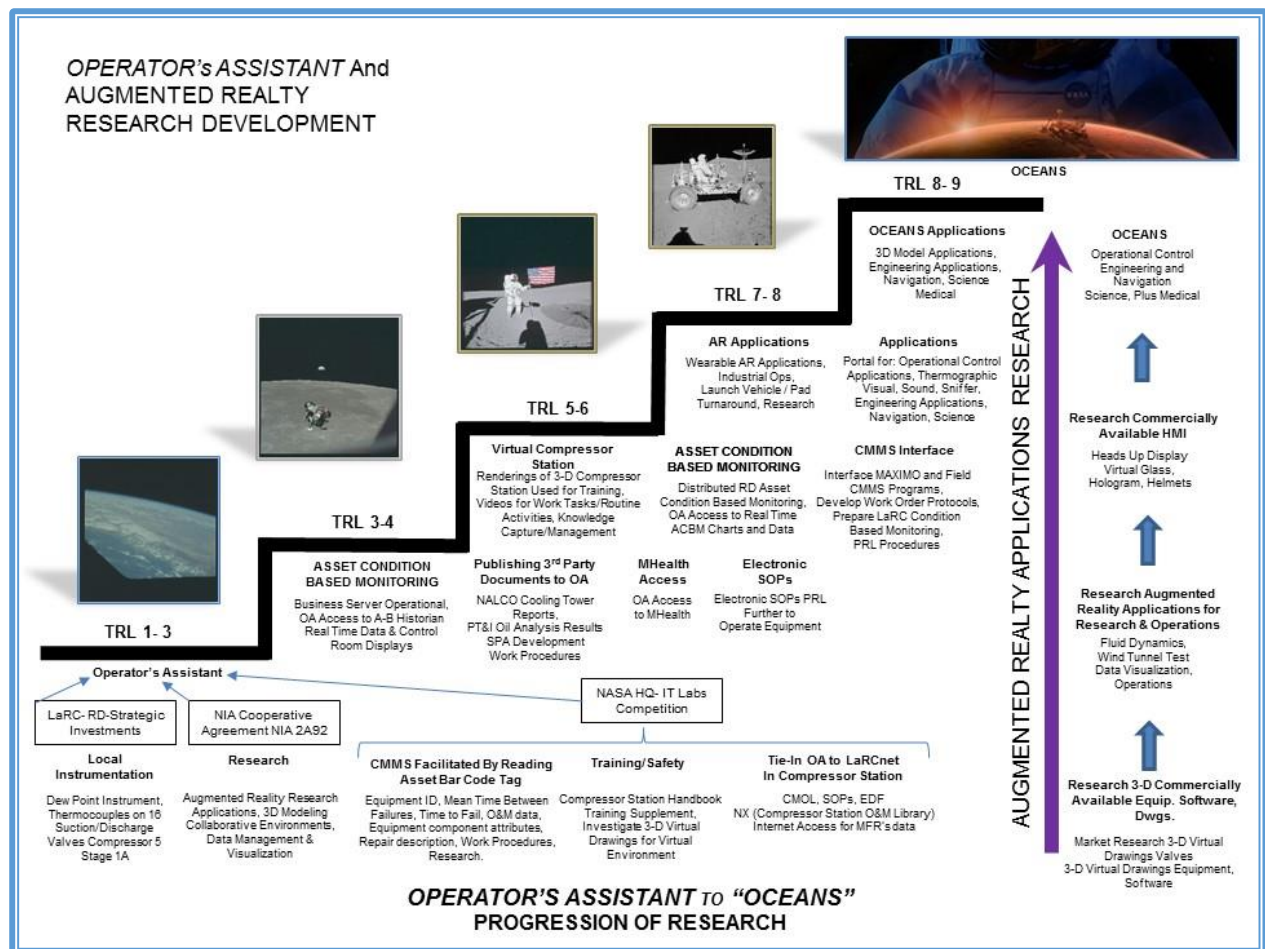 OPERATOR's ASSISTANT And
AUGMENTED REALTY
RESEARCH DEVELOPMENT
OCEANS
TRL 8- 9
OCEANS Applications
3D Model Applications,
Engineering Applications,
Navigation, Science
Medical
TRL 7- 8
AR Applications
Wearable AR Applications,
Industrial Ops,
Launch Vehicle / Pad
Turnaround, Research
Applications
Portal for: Operational Control
Applications, Thermographic
Visual, Sound, Sniffer,
Engineering Applications,
Navigation, Science
TRL 5-6
Virtual Compressor
Station
Renderings of 3-D Compressor
Station Used for Training,
Videos for Work Tasks/Routine
Activities, Knowledge
Capture/Management
ASSET CONDITION
BASED MONITORING
Distributed RD Asset
Condition Based Monitoring,
OA Access to Real Time
ACBM Charts and Data
CMMS Interface
Interface MAXIMO and Field
CMMS Programs,
Develop Work Order Protocols,
Prepare LaRC Condition
Based Monitoring,
PRL Procedures
TRL 3-4
ASSET CONDITION
BASED MONITORING
Business Server Operational,
OA Access to A-B Historian
Real Time Data & Control
Room Displays
Publishing 3rd Party
Documents to OA
NALCO Cooling Tower
Reports,
PT&I Oil Analysis Results
SPA Development
Work Procedures
MHealth
Access
OA Access
to MHealth
Electronic
SOPs
Electronic SOPs PRL
Further to
Operate Equipment
TRL 1- 3
Operator's Assistant
LaRC- RD-Strategic
Investments
NIA Cooperative
Agreement NIA 2A92
NASA HQ- IT Labs
Competition
Local
Instrumentation
Dew Point Instrument,
Thermocouples on 16
Suction/Discharge
Valves Compressor 5
Stage 1A
Research
Augmented Reality Research
Applications, 3D Modeling
Collaborative Environments,
Data Management &
Visualization
CMMS Facilitated By Reading
Asset Bar Code Tag
Equipment ID, Mean Time Between
Failures, Time to Fail, O&M data,
Equipment component attributes,
Repair description, Work Procedures,
Research.
Training/Safety
Compressor Station Handbook
Training Supplement,
Investigate 3-D Virtual
Drawings for Virtual
Environment
Tie-In OA to LaRCnet
In Compressor Station
CMOL, SOPs, EDF
NX (Compressor Station O&M Library)
Internet Access for MFR's data
AUGMENTED REALTY APPLICATIONS RESEARCH
OCEANS
Operational Control
Engineering and
Navigation
Science, Plus Medical
Research Commercially
Available HMI
Heads Up Display
Virtual Glass,
Hologram, Helmets
Research Augmented
Reality Applications for
Research & Operations
Fluid Dynamics,
Wind Tunnel Test
Data Visualization,
Operations
Research 3-D Commercially
Available Equip. Software,
Dwgs.
Market Research 3-D Virtual
Drawings Valves
3-D Virtual Drawings Equipment,
Software
OPERATOR'S ASSISTANT TO "OCEANS"
PROGRESSION OF RESEARCH